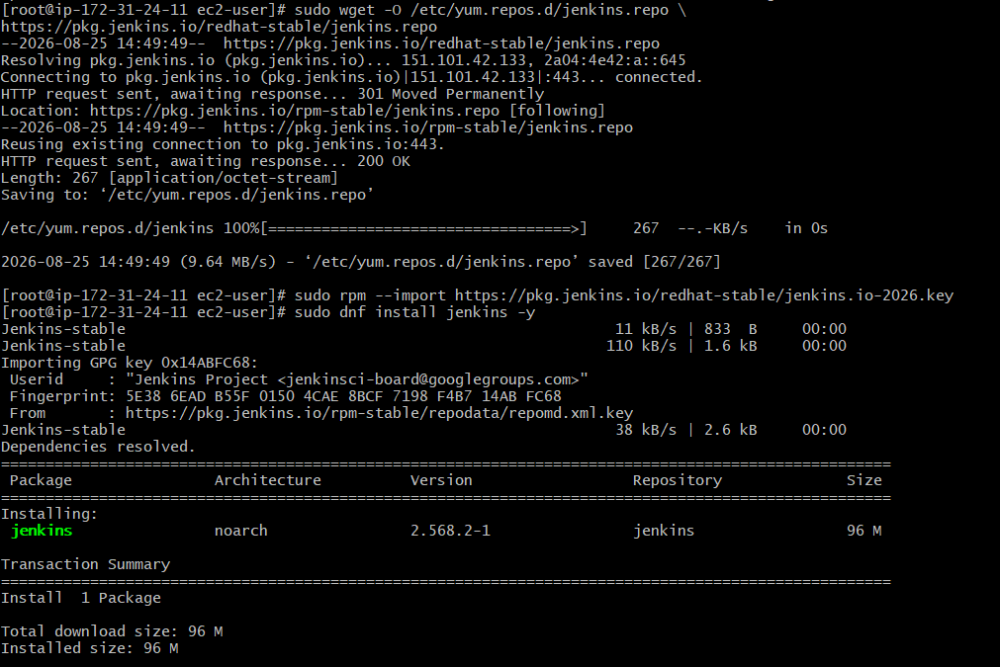 [root@ip-172-31-24-11 ec2-user]# sudo wget -O /etc/yum.repos.d/jenkins.repo \
https://pkg.jenkins.io/redhat-stable/jenkins.repo
--2026-08-25 14:49:49--  https://pkg.jenkins.io/redhat-stable/jenkins.repo
Resolving pkg.jenkins.io (pkg.jenkins.io)... 151.101.42.133, 2a04:4e42:a::645
Connecting to pkg.jenkins.io (pkg.jenkins.io)|151.101.42.133|:443... connected.
HTTP request sent, awaiting response... 301 Moved Permanently
Location: https://pkg.jenkins.io/rpm-stable/jenkins.repo [following]
--2026-08-25 14:49:49--  https://pkg.jenkins.io/rpm-stable/jenkins.repo
Reusing existing connection to pkg.jenkins.io:443.
HTTP request sent, awaiting response... 200 OK
Length: 267 [application/octet-stream]
Saving to: ‘/etc/yum.repos.d/jenkins.repo’
/etc/yum.repos.d/jenkins 100%[==================================>]     267  --.-KB/s    in 0s
2026-08-25 14:49:49 (9.64 MB/s) - ‘/etc/yum.repos.d/jenkins.repo’ saved [267/267]
[root@ip-172-31-24-11 ec2-user]# sudo rpm --import https://pkg.jenkins.io/redhat-stable/jenkins.io-2026.key
[root@ip-172-31-24-11 ec2-user]# sudo dnf install jenkins -y
Jenkins-stable                                                       11 kB/s | 833  B     00:00
Jenkins-stable                                                      110 kB/s | 1.6 kB     00:00
Importing GPG key 0x14ABFC68:
 Userid     : "Jenkins Project <jenkinsci-board@googlegroups.com>"
 Fingerprint: 5E38 6EAD B55F 0150 4CAE 8BCF 7198 F4B7 14AB FC68
 From       : https://pkg.jenkins.io/rpm-stable/repodata/repomd.xml.key
Jenkins-stable                                                       38 kB/s | 2.6 kB     00:00
Dependencies resolved.
====================================================================================================
 Package                Architecture          Version                  Repository              Size
====================================================================================================
Installing:
 jenkins                noarch                2.568.2-1                jenkins                 96 M
Transaction Summary
====================================================================================================
Install  1 Package
Total download size: 96 M
Installed size: 96 M